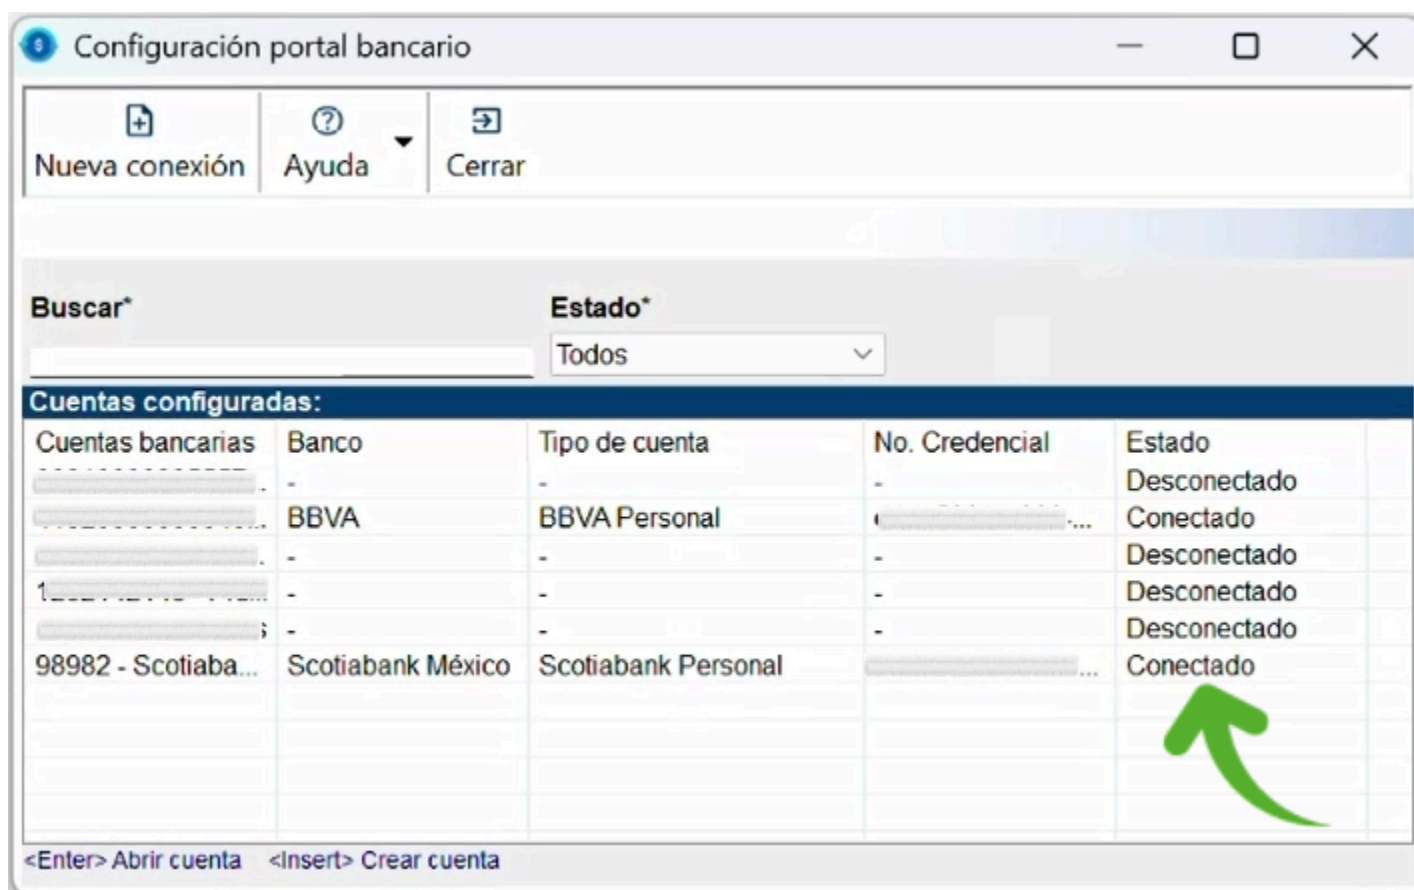 Configuración portal bancario
Nueva conexión Ayuda Cerrar
Buscar* Estado*
Todos
Cuentas configuradas:
Cuentas bancarias Banco Tipo de cuenta No. Credencial Estado
- - - Desconectado
BBVA BBVA Personal Conectado
- - - Desconectado
- - - Desconectado
- - - Desconectado
98982 - Scotiaba... Scotiabank México Scotiabank Personal Conectado
<Enter> Abrir cuenta <Insert> Crear cuenta